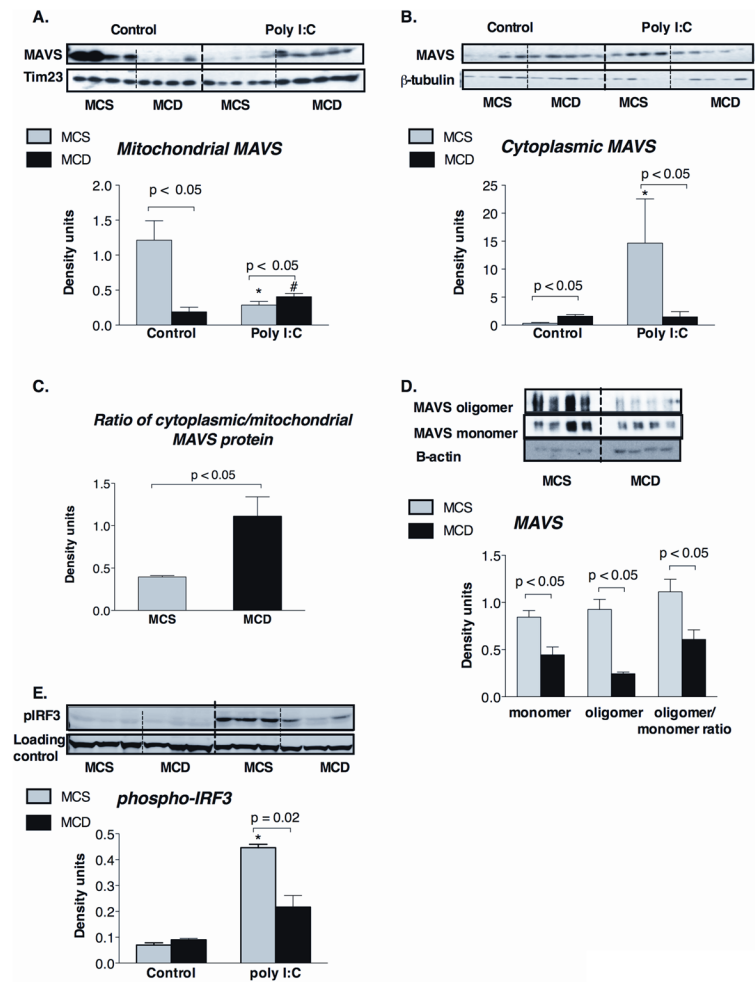 A.
Control Poly I:C
MAVS
Tim23
MCS MCD MCS MCD
MCS
MCD
Mitochondrial MAVS
p < 0.05
p < 0.05
* #
Density units
2.0
1.5
1.0
0.5
0.0
Control Poly I:C
B.
Control Poly I:C
MAVS
β-tubulin
MCS MCD MCS MCD
MCS
MCD
Cytoplasmic MAVS
p < 0.05
*
p < 0.05
Density units
25
20
15
10
5
0
Control Poly I:C
C.
Ratio of cytoplasmic/mitochondrial
MAVS protein
p < 0.05
Density units
1.5
1.0
0.5
0.0
MCS MCD
D.
MAVS oligomer
MAVS monomer
B-actin
MCS MCD
MCS
MCD
MAVS
p < 0.05
p < 0.05
p < 0.05
Density units
1.5
1.0
0.5
0.0
monomer oligomer oligomer/
monomer ratio
E.
pIRF3
Loading
control
MCS MCD MCS MCD
MCS
MCD
phospho-IRF3
p = 0.02
*
Density units
0.5
0.4
0.3
0.2
0.1
0.0
Control poly I:C